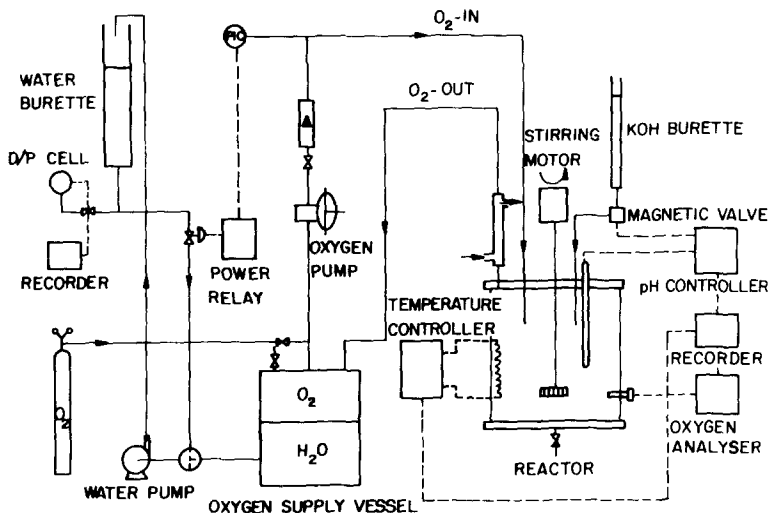 O₂-IN
PIC
WATER
BURETTE
O₂-OUT
STIRRING
MOTOR
KOH BURETTE
D/P CELL
MAGNETIC VALVE
RECORDER
POWER
RELAY
OXYGEN
PUMP
pH CONTROLLER
TEMPERATURE
CONTROLLER
RECORDER
O₂
O₂
H₂O
OXYGEN
ANALYSER
REACTOR
WATER PUMP
OXYGEN SUPPLY VESSEL